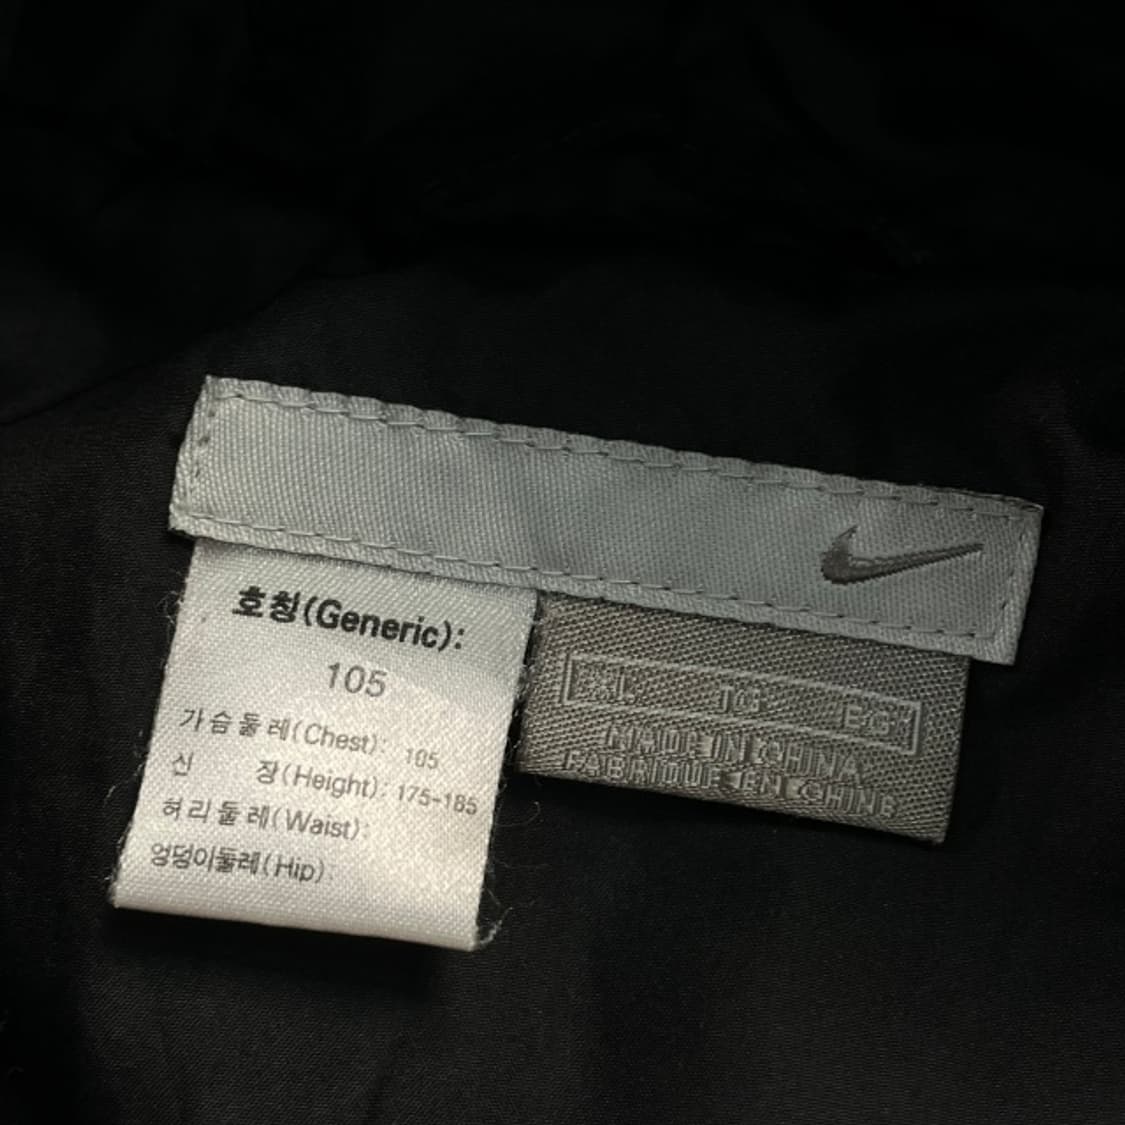 호칭(Generic):
105
가슴둘레(Chest): 105
신 장(Height): 175-185
허리둘레(Waist):
엉덩이둘레(Hip):
XL TG EG
MADE IN CHINA
FABRIQUE EN CHINE